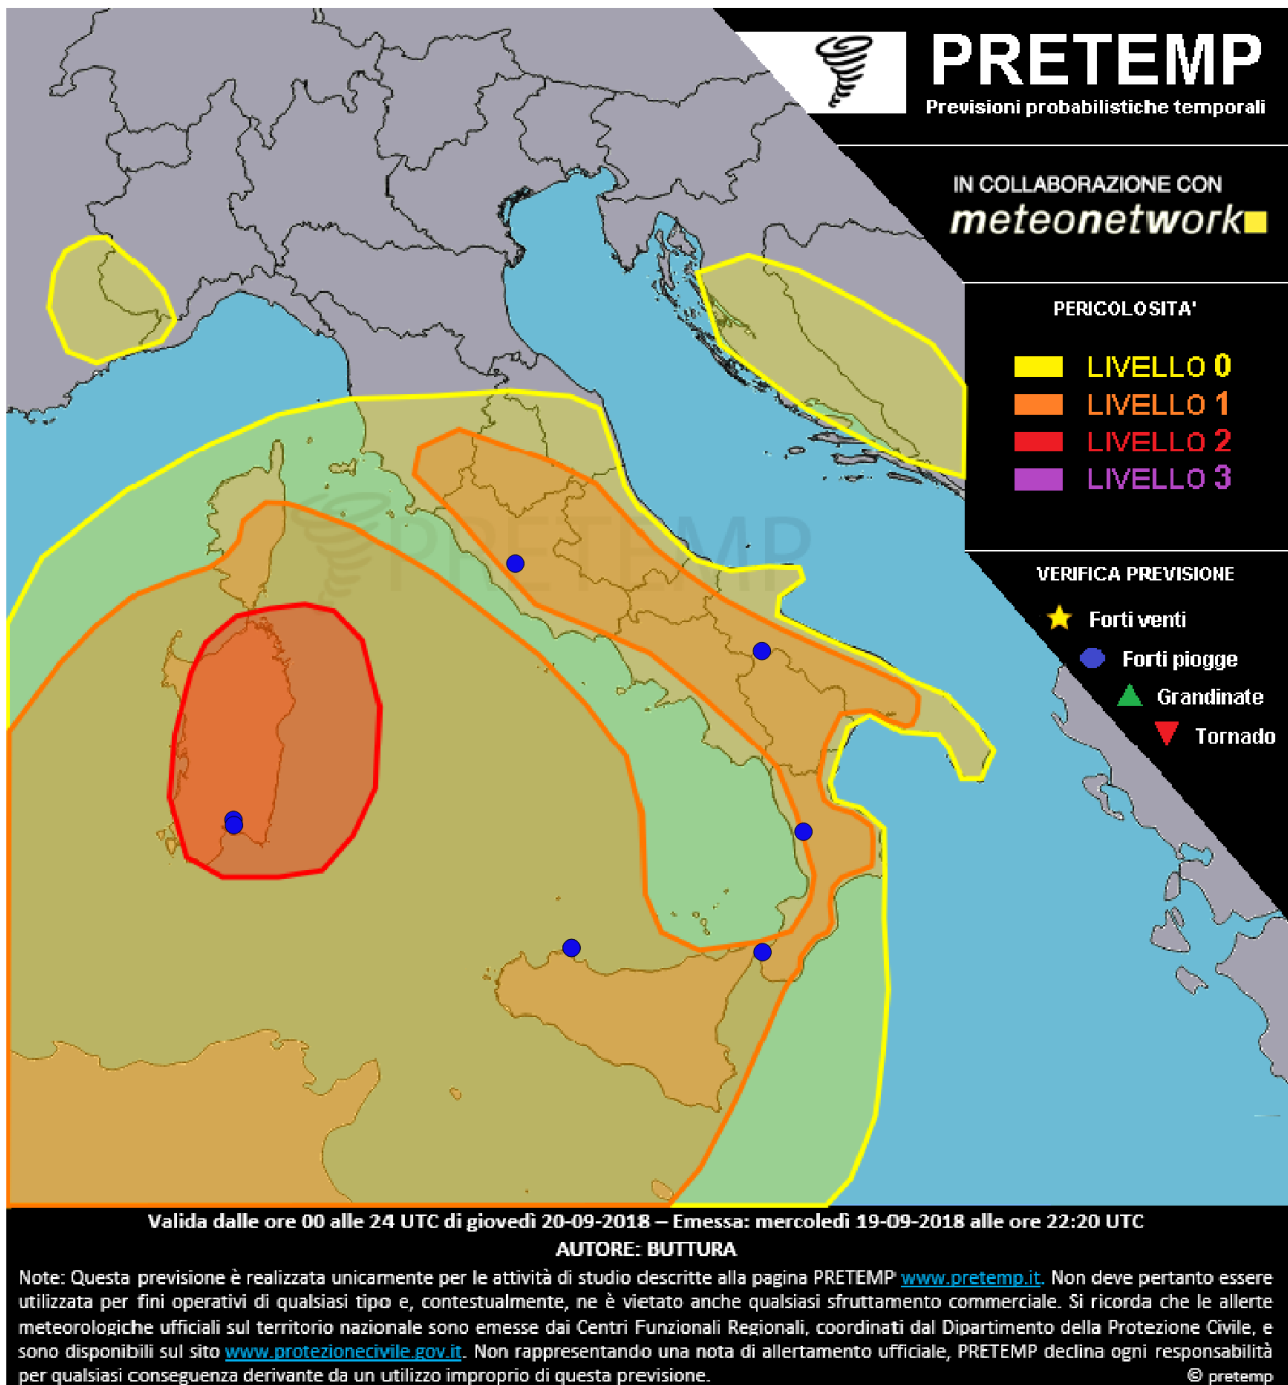 PRETEMP
Previsioni probabilistiche temporali
IN COLLABORAZIONE CON
meteonetwork
PERICOLOSITA'
LIVELLO 0
LIVELLO 1
LIVELLO 2
LIVELLO 3
PRETEMP
VERIFICA PREVISIONE
Forti venti
Forti piogge
Grandinate
Tornado
Valida dalle ore 00 alle 24 UTC di giovedì 20-09-2018 – Emessa: mercoledì 19-09-2018 alle ore 22:20 UTC
AUTORE: BUTTURA
Note: Questa previsione è realizzata unicamente per le attività di studio descritte alla pagina PRETEMP www.pretemp.it. Non deve pertanto essere
utilizzata per fini operativi di qualsiasi tipo e, contestualmente, ne è vietato anche qualsiasi sfruttamento commerciale. Si ricorda che le allerte
meteorologiche ufficiali sul territorio nazionale sono emesse dai Centri Funzionali Regionali, coordinati dal Dipartimento della Protezione Civile, e
sono disponibili sul sito www.protezionecivile.gov.it. Non rappresentando una nota di allertamento ufficiale, PRETEMP declina ogni responsabilità
per qualsiasi conseguenza derivante da un utilizzo improprio di questa previsione.
© pretemp